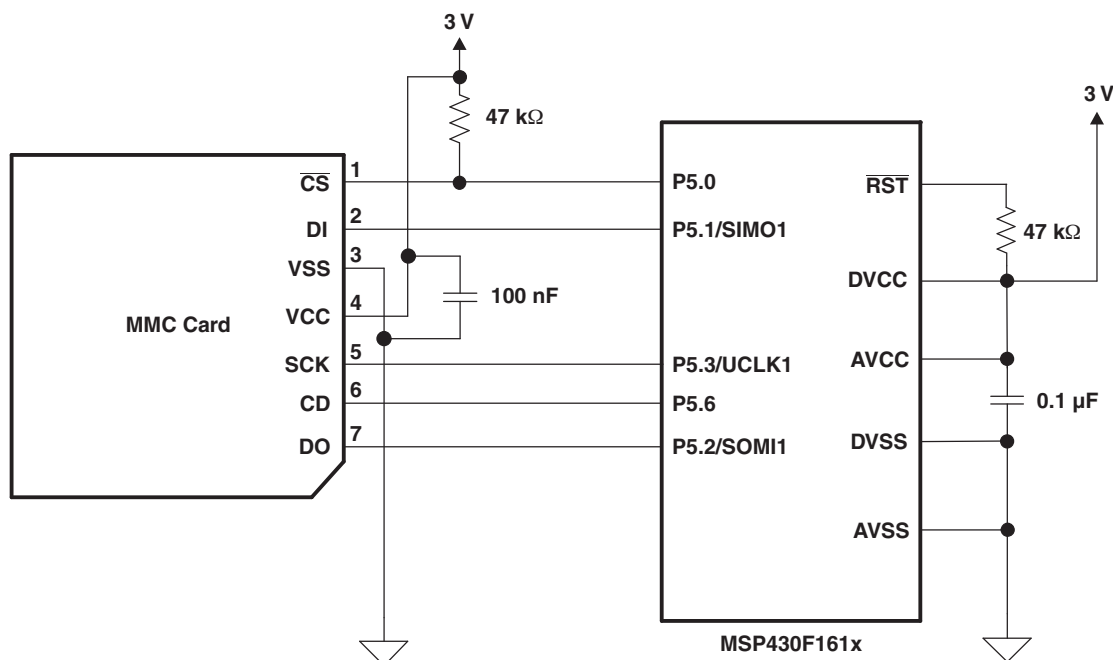 3 V
47 kΩ
3 V
1
CS
P5.0
RST
2
DI
P5.1/SIMO1
47 kΩ
3
VSS
DVCC
100 nF
4
VCC
MMC Card
5
SCK
P5.3/UCLK1
AVCC
6
CD
P5.6
0.1 µF
7
DO
P5.2/SOMI1
DVSS
AVSS
MSP430F161x